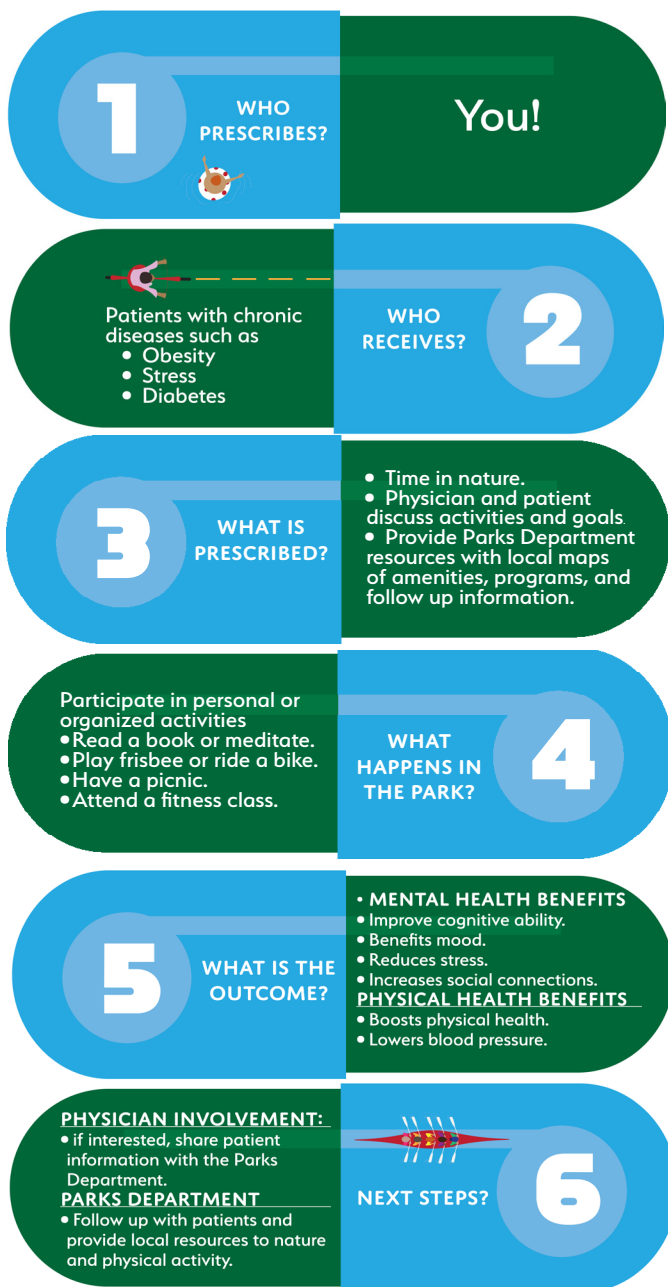 1
WHO
PRESCRIBES?
You!
Patients with chronic
diseases such as
• Obesity
• Stress
• Diabetes
WHO
RECEIVES?
2
3
WHAT IS
PRESCRIBED?
• Time in nature.
• Physician and patient
discuss activities and goals.
• Provide Parks Department
resources with local maps
of amenities, programs, and
follow up information.
Participate in personal or
organized activities
• Read a book or meditate.
• Play frisbee or ride a bike.
• Have a picnic.
• Attend a fitness class.
WHAT
HAPPENS IN
THE PARK?
4
5
WHAT IS THE
OUTCOME?
• MENTAL HEALTH BENEFITS
• Improve cognitive ability.
• Benefits mood.
• Reduces stress.
• Increases social connections.
PHYSICAL HEALTH BENEFITS
• Boosts physical health.
• Lowers blood pressure.
PHYSICIAN INVOLVEMENT:
• if interested, share patient
information with the Parks
Department.
PARKS DEPARTMENT
• Follow up with patients and
provide local resources to nature
and physical activity.
NEXT STEPS?
6